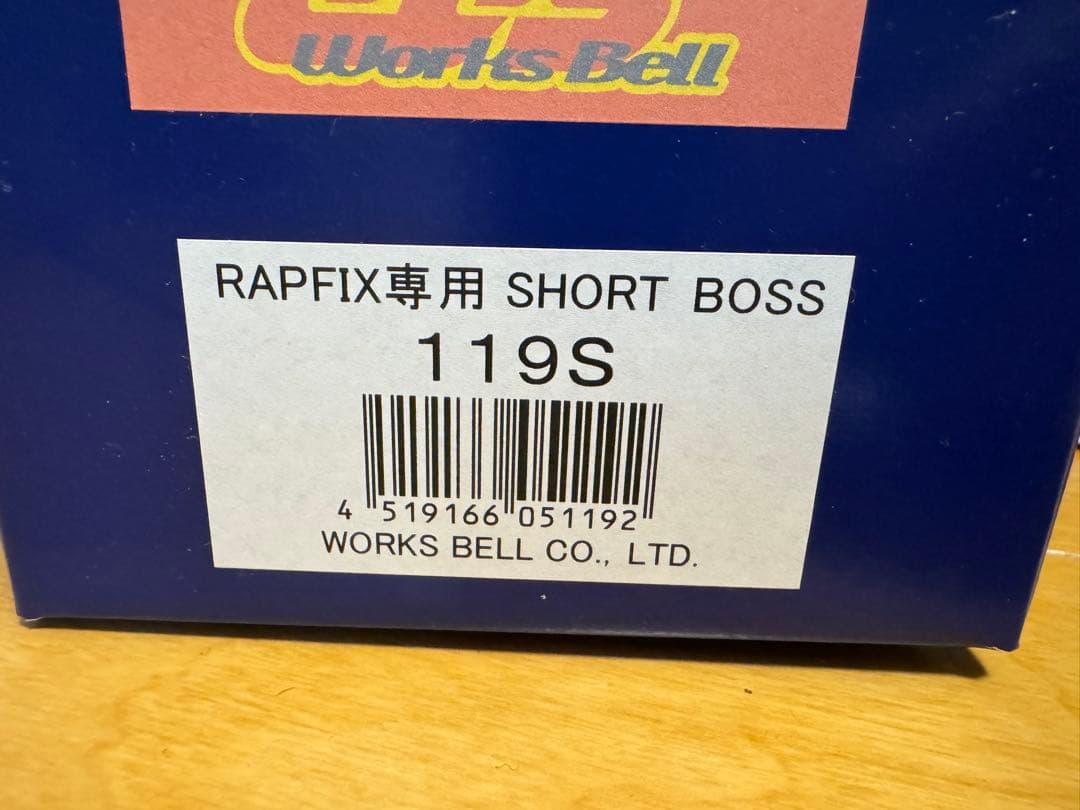 Works Bell
RAPFIX専用 SHORT BOSS
119S
4 519166 051192
WORKS BELL CO., LTD.